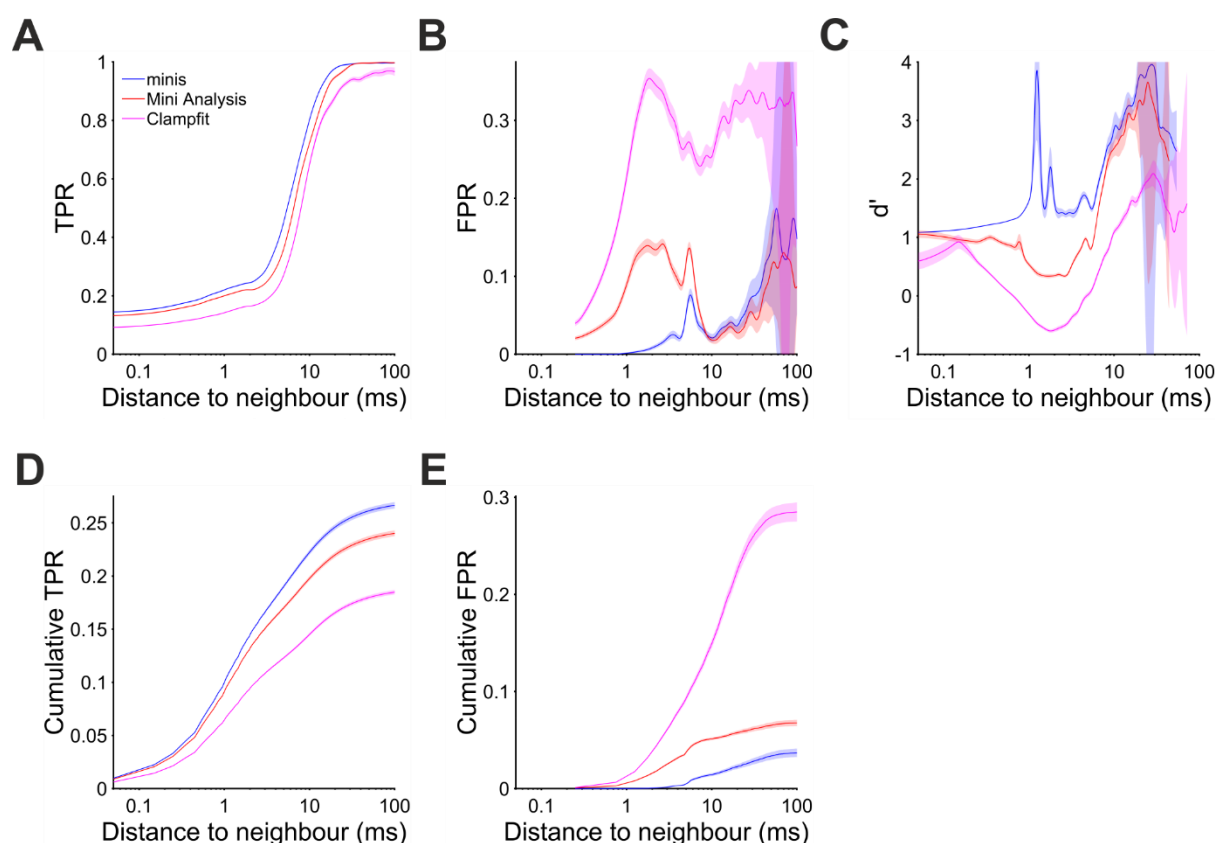 A
TPR
1
0.8
0.6
0.4
0.2
0
minis
Mini Analysis
Clampfit
0.1 1 10 100
Distance to neighbour (ms)
B
FPR
0.3
0.2
0.1
0
0.1 1 10 100
Distance to neighbour (ms)
C
d'
4
3
2
1
0
-1
0.1 1 10 100
Distance to neighbour (ms)
D
Cumulative TPR
0.25
0.2
0.15
0.1
0.05
0
0.1 1 10 100
Distance to neighbour (ms)
E
Cumulative FPR
0.3
0.2
0.1
0
0.1 1 10 100
Distance to neighbour (ms)